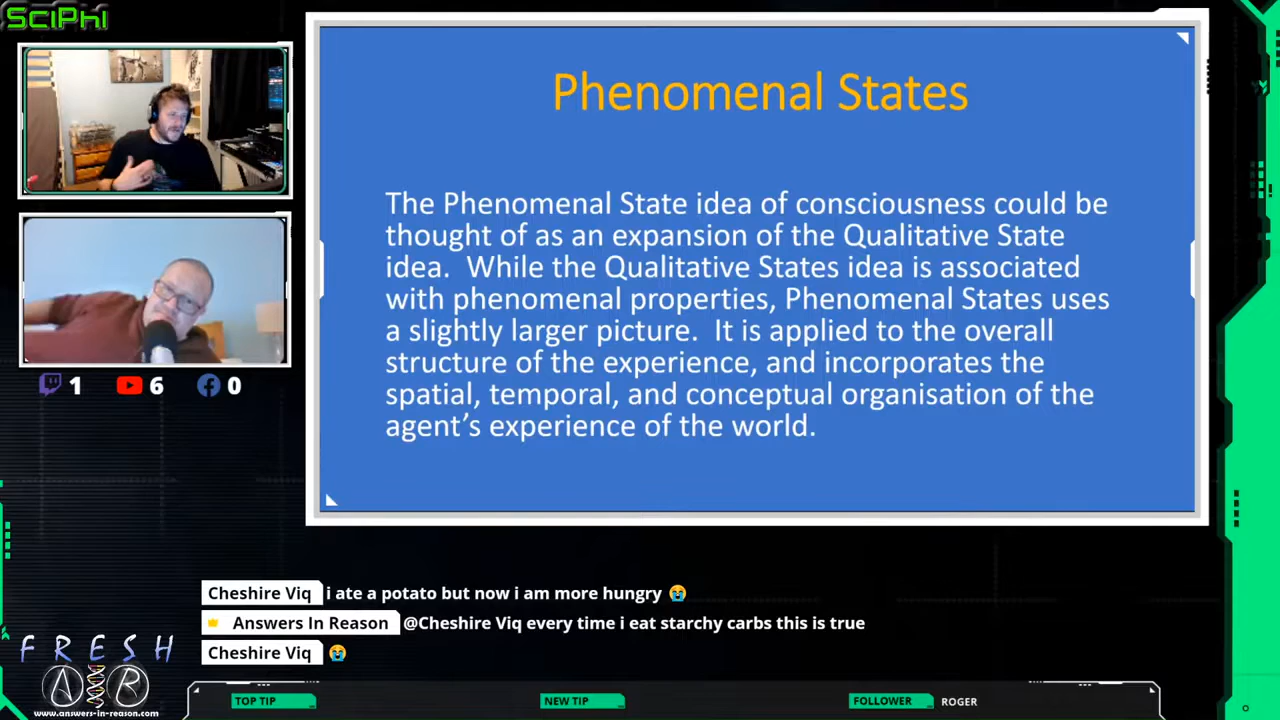 SCiPHi
Phenomenal States
The Phenomenal State idea of consciousness could be
thought of as an expansion of the Qualitative State
idea.  While the Qualitative States idea is associated
with phenomenal properties, Phenomenal States uses
a slightly larger picture.  It is applied to the overall
structure of the experience, and incorporates the
spatial, temporal, and conceptual organisation of the
agent's experience of the world.
1 6 0
Cheshire Viq i ate a potato but now i am more hungry 😭
Answers In Reason @Cheshire Viq every time i eat starchy carbs this is true
Cheshire Viq 😭
FRESH
AiR
www.answers-in-reason.com
TOP TIP NEW TIP FOLLOWER ROGER